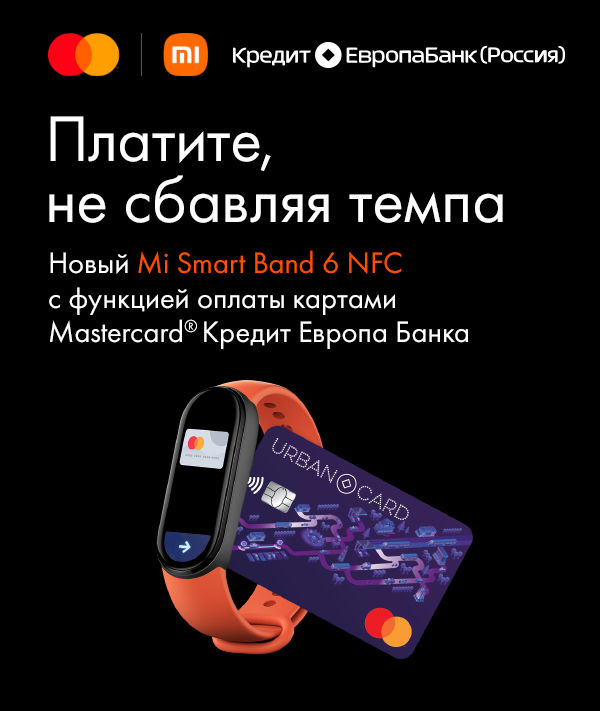 mi Кредит ЕвропаБанк (Россия)
Платите,
не сбавляя темпа
Новый Mi Smart Band 6 NFC
с функцией оплаты картами
Mastercard® Кредит Европа Банка
URBAN CARD